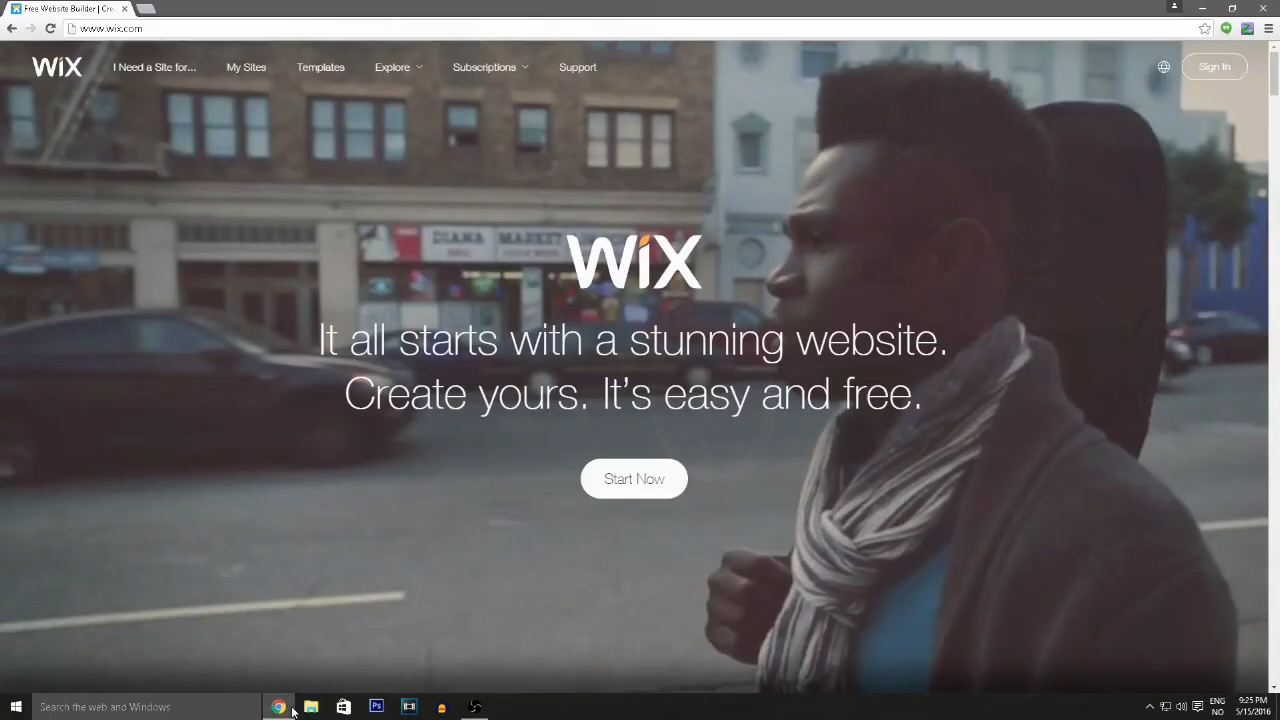 Free Website Builder | Cre
www.wix.com
WiX
I Need a Site for...
My Sites
Templates
Explore
Subscriptions
Support
Sign In
DIANA MARKET
WiX
It all starts with a stunning website.
Create yours. It's easy and free.
Start Now
Search the web and Windows
Ps
ENG
NO
9:25 PM
5/15/2016